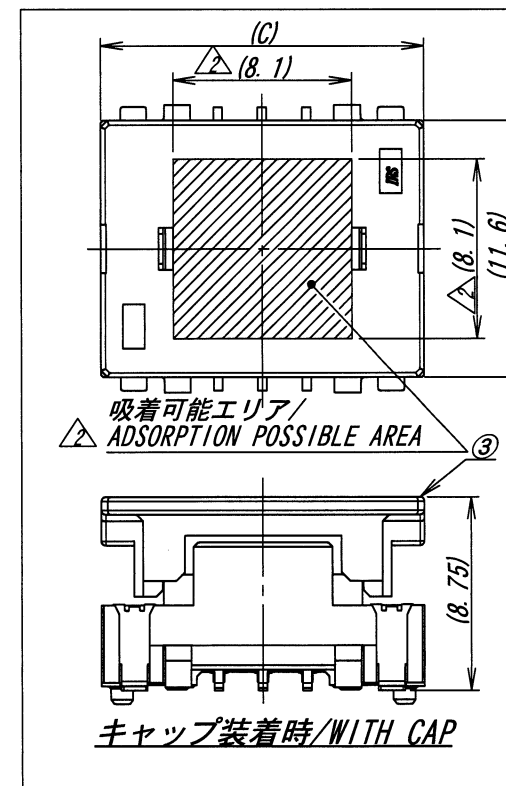 (C)
2 (8. 1)
IRS
2 (8. 1)
(11. 6)
吸着可能エリア/
2 ADSORPTION POSSIBLE AREA
③
(8. 75)
キャップ装着時/WITH CAP